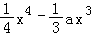 1/4 x^4 - 1/3 a x^3